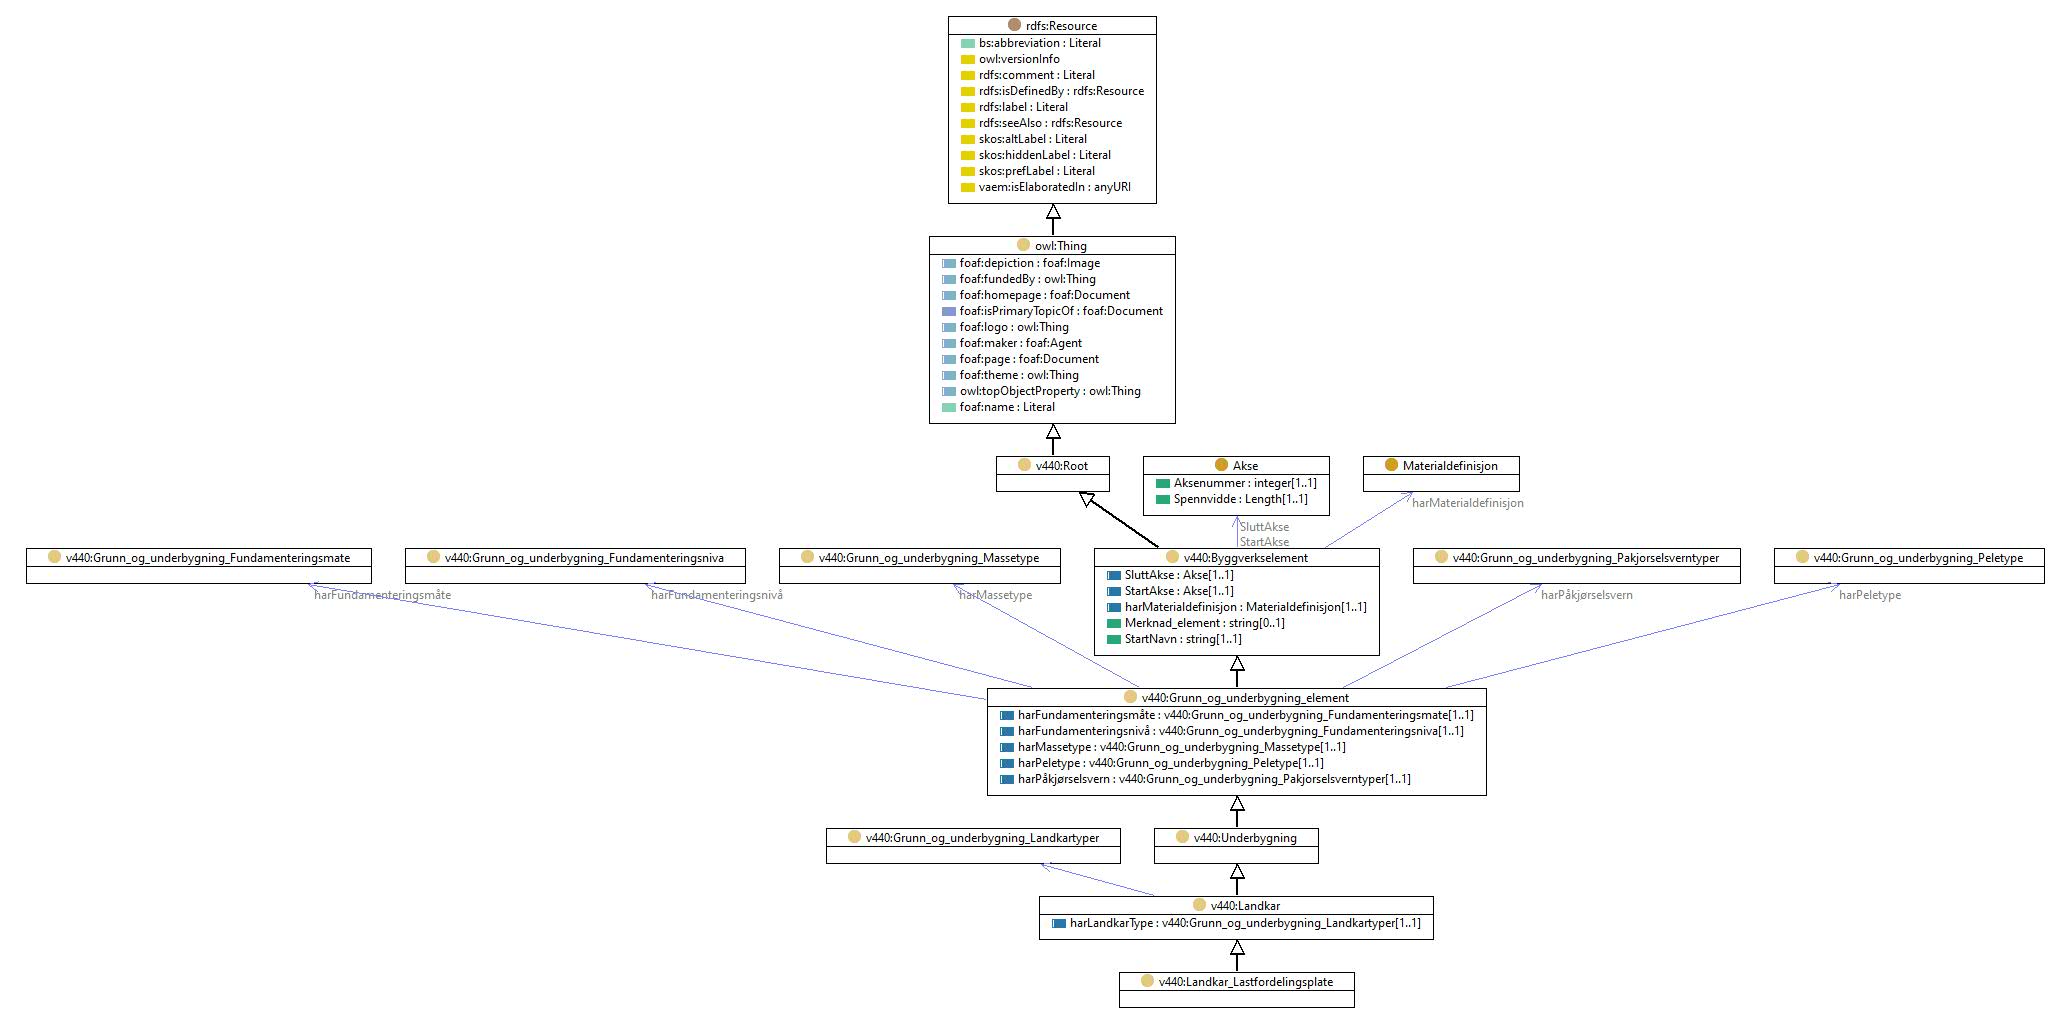 rdfs:Resource
bs:abbreviation : Literal
owl:versionInfo
rdfs:comment : Literal
rdfs:isDefinedBy : rdfs:Resource
rdfs:label : Literal
rdfs:seeAlso : rdfs:Resource
skos:altLabel : Literal
skos:hiddenLabel : Literal
skos:prefLabel : Literal
vaem:isElaboratedIn : anyURI
owl:Thing
foaf:depiction : foaf:Image
foaf:fundedBy : owl:Thing
foaf:homepage : foaf:Document
foaf:isPrimaryTopicOf : foaf:Document
foaf:logo : owl:Thing
foaf:maker : foaf:Agent
foaf:page : foaf:Document
foaf:theme : owl:Thing
owl:topObjectProperty : owl:Thing
foaf:name : Literal
v440:Root
Akse
Aksenummer : integer[1..1]
Spennvidde : Length[1..1]
Materialdefinisjon
harMaterialdefinisjon
SluttAkse
StartAkse
v440:Grunn_og_underbygning_Fundamenteringsmate
v440:Grunn_og_underbygning_Fundamenteringsniva
v440:Grunn_og_underbygning_Massetype
v440:Byggverkselement
SluttAkse : Akse[1..1]
StartAkse : Akse[1..1]
harMaterialdefinisjon : Materialdefinisjon[1..1]
Merknad_element : string[0..1]
StartNavn : string[1..1]
v440:Grunn_og_underbygning_Pakjorselsverntyper
v440:Grunn_og_underbygning_Peletype
harFundamenteringsmåte
harFundamenteringsnivå
harMassetype
harPåkjørselsvern
harPeletype
v440:Grunn_og_underbygning_element
harFundamenteringsmåte : v440:Grunn_og_underbygning_Fundamenteringsmate[1..1]
harFundamenteringsnivå : v440:Grunn_og_underbygning_Fundamenteringsniva[1..1]
harMassetype : v440:Grunn_og_underbygning_Massetype[1..1]
harPeletype : v440:Grunn_og_underbygning_Peletype[1..1]
harPåkjørselsvern : v440:Grunn_og_underbygning_Pakjorselsverntyper[1..1]
v440:Grunn_og_underbygning_Landkartyper
v440:Underbygning
v440:Landkar
harLandkarType : v440:Grunn_og_underbygning_Landkartyper[1..1]
v440:Landkar_Lastfordelingsplate